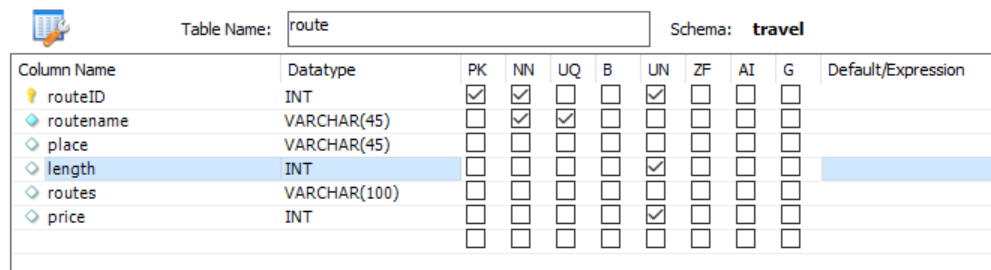 Table Name: route Schema: travel
Column Name Datatype PK NN UQ B UN ZF AI G Default/Expression
routeID INT
routename VARCHAR(45)
place VARCHAR(45)
length INT
routes VARCHAR(100)
price INT